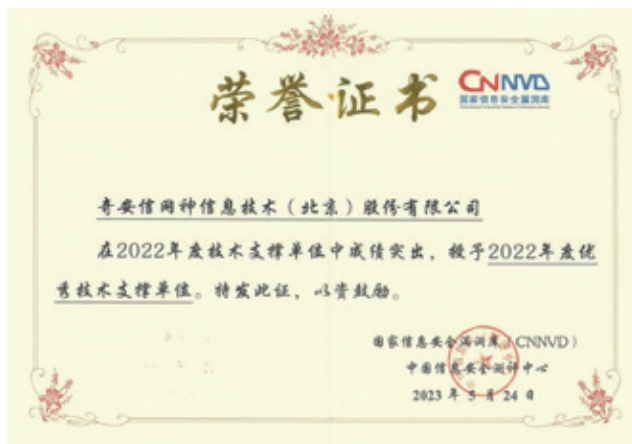 荣誉证书
CNNVD
国家信息安全漏洞库
奇安信网神信息技术（北京）股份有限公司
在2022年度技术支撑单位中成绩突出，授予2022年度优
秀技术支撑单位。特发此证，以资鼓励。
国家信息安全漏洞库（CNNVD）
中国信息安全测评中心
2023 年 5 月 24 日